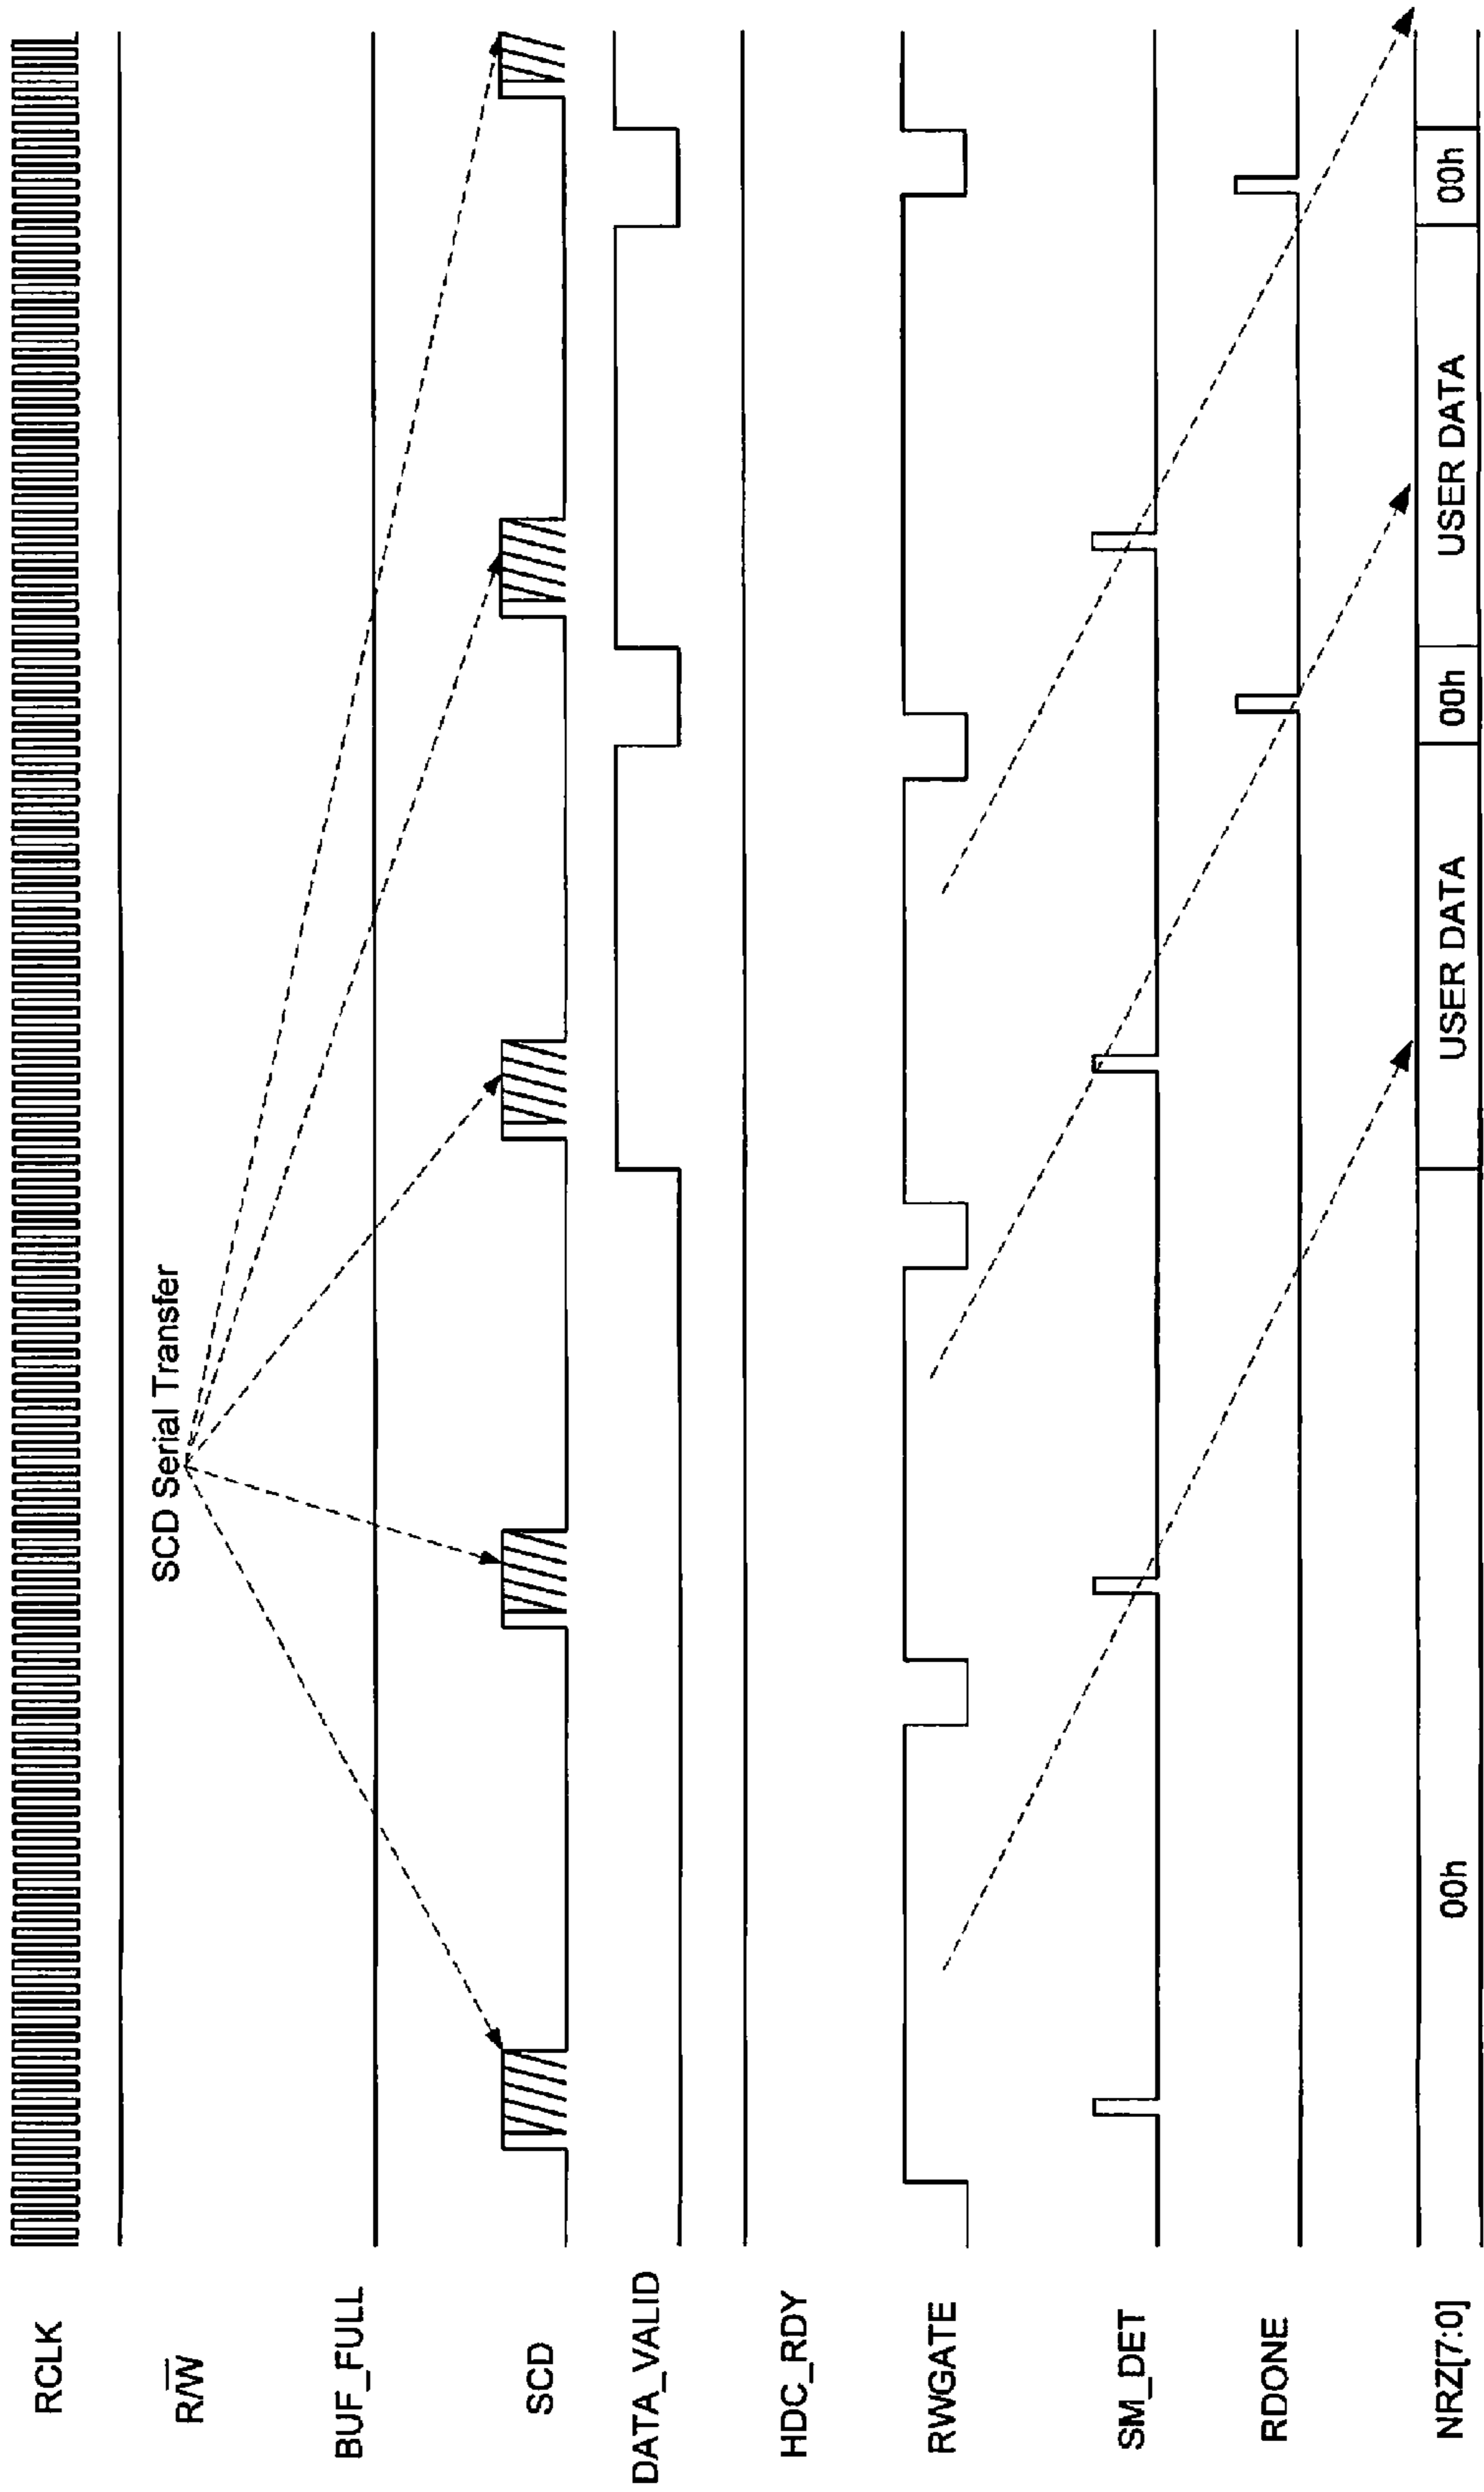 RCLK
R/W̅
SCD Serial Transfer
BUF_FULL
SCD
DATA_VALID
HDC_RDY
RWGATE
SM_DET
RDONE
NRZ[7:0]
00h
USER DATA
00h
USER DATA
00h